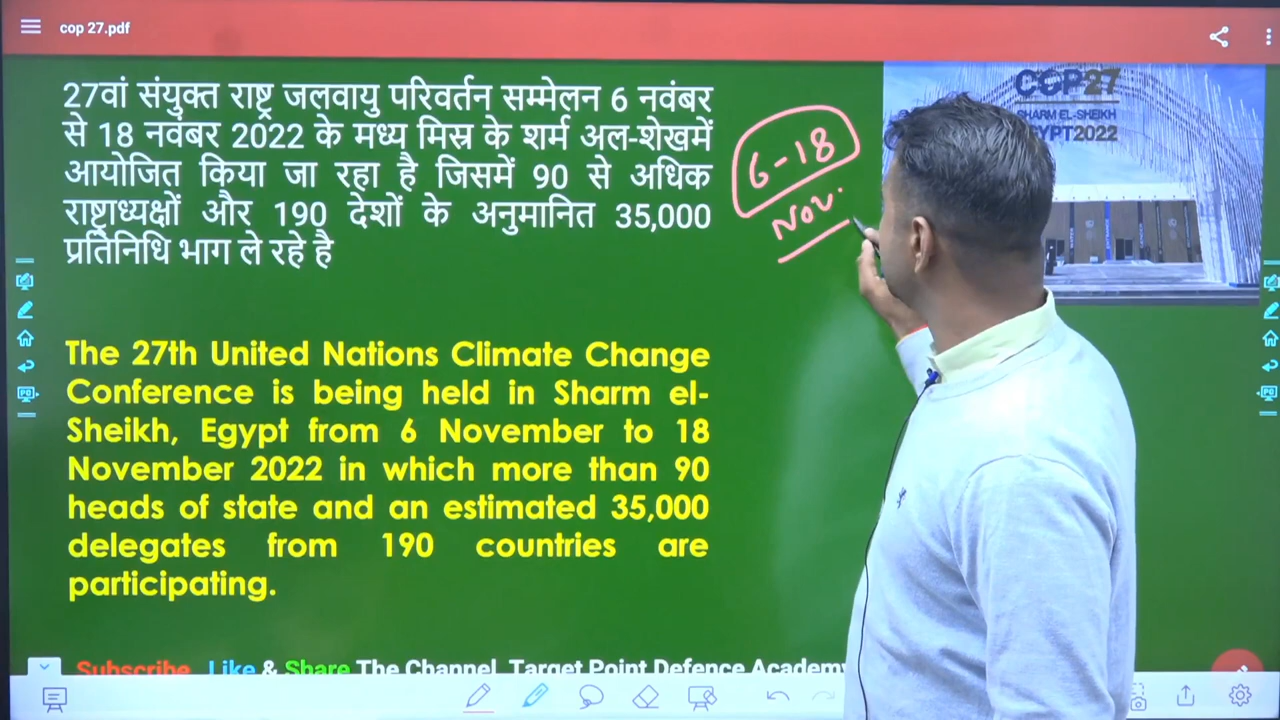 cop 27.pdf
27वां संयुक्त राष्ट्र जलवायु परिवर्तन सम्मेलन 6 नवंबर
से 18 नवंबर 2022 के मध्य मिस्र के शर्म अल-शेखमें
आयोजित किया जा रहा है जिसमें 90 से अधिक
राष्ट्राध्यक्षों और 190 देशों के अनुमानित 35,000
प्रतिनिधि भाग ले रहे है
6-18
Nov.
COP27
SHARM EL-SHEIKH
EGYPT2022
The 27th United Nations Climate Change
Conference is being held in Sharm el-
Sheikh, Egypt from 6 November to 18
November 2022 in which more than 90
heads of state and an estimated 35,000
delegates from 190 countries are
participating.
Subscribe Like & Share The Channel Target Point Defence Academy